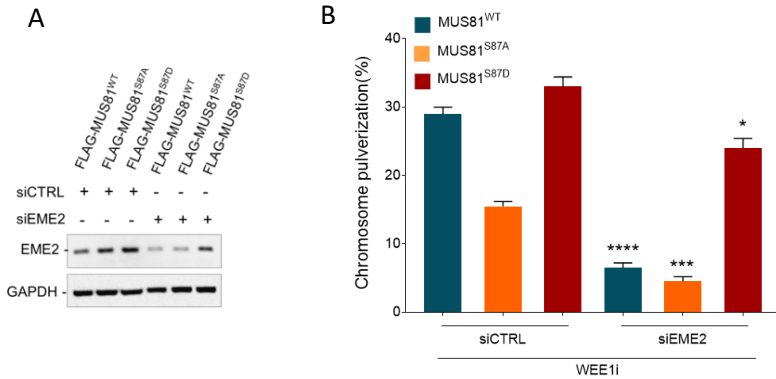 A
FLAG-MUS81WT
FLAG-MUS81S87A
FLAG-MUS81S87D
FLAG-MUS81WT
FLAG-MUS81S87A
FLAG-MUS81S87D
siCTRL + + + - - -
siEME2 - - - + + +
EME2 -
GAPDH -
B
MUS81WT
MUS81S87A
MUS81S87D
Chromosome pulverization(%)
40
30
20
10
0
****
***
*
siCTRL siEME2
WEE1i